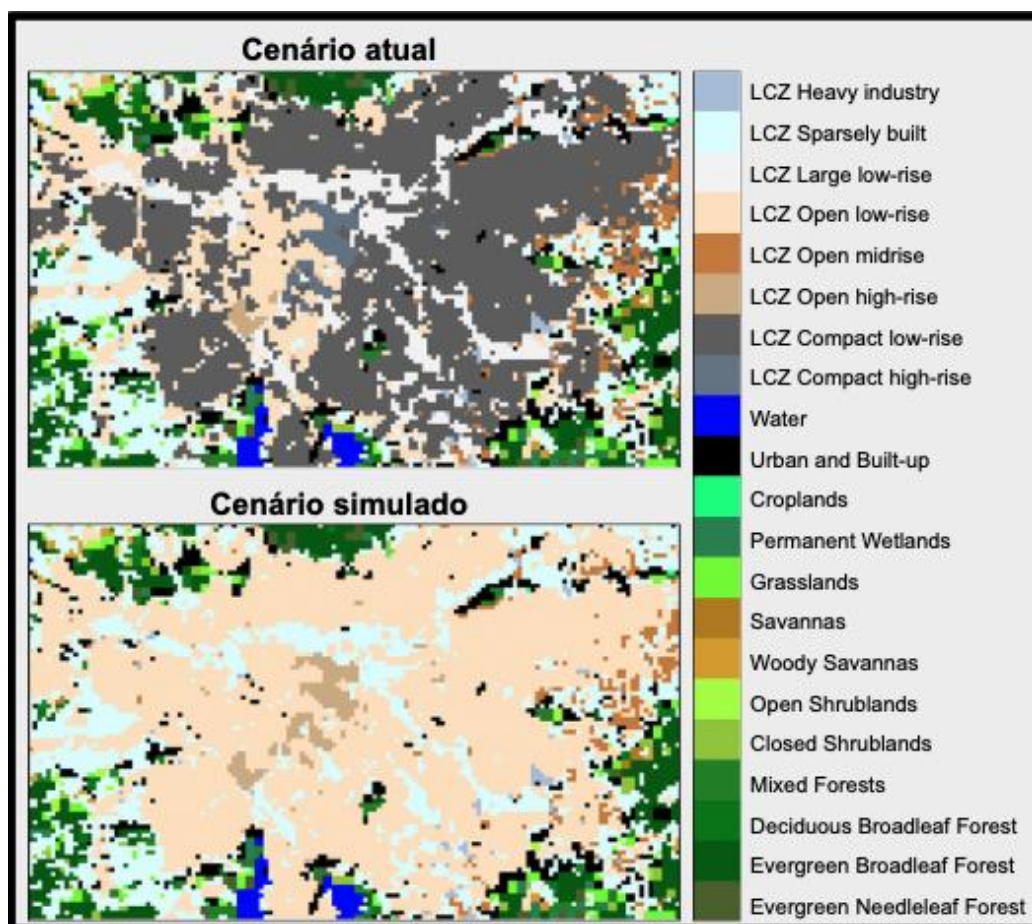 Cenário atual
Cenário simulado
LCZ Heavy industry
LCZ Sparsely built
LCZ Large low-rise
LCZ Open low-rise
LCZ Open midrise
LCZ Open high-rise
LCZ Compact low-rise
LCZ Compact high-rise
Water
Urban and Built-up
Croplands
Permanent Wetlands
Grasslands
Savannas
Woody Savannas
Open Shrublands
Closed Shrublands
Mixed Forests
Deciduous Broadleaf Forest
Evergreen Broadleaf Forest
Evergreen Needleleaf Forest